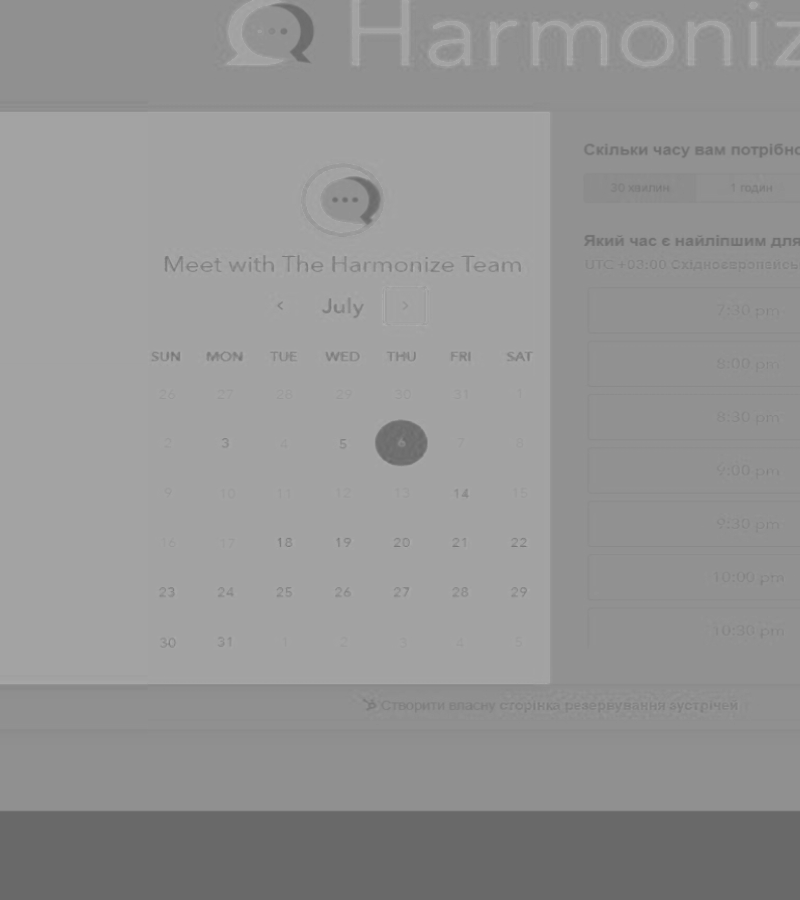 Harmoniz
Meet with The Harmonize Team
‹ July ›
SUN MON TUE WED THU FRI SAT
26 27 28 29 30 31 1
2 3 4 5 6 7 8
9 10 11 12 13 14 15
16 17 18 19 20 21 22
23 24 25 26 27 28 29
30 31 1 2 3 4 5
Скільки часу вам потрібно
30 хвилин 1 годин
Який час є найліпшим для
UTC +03:00 Східноєвропейсь
7:30 pm
8:00 pm
8:30 pm
9:00 pm
9:30 pm
10:00 pm
10:30 pm
Створити власну сторінка резервування зустрічей